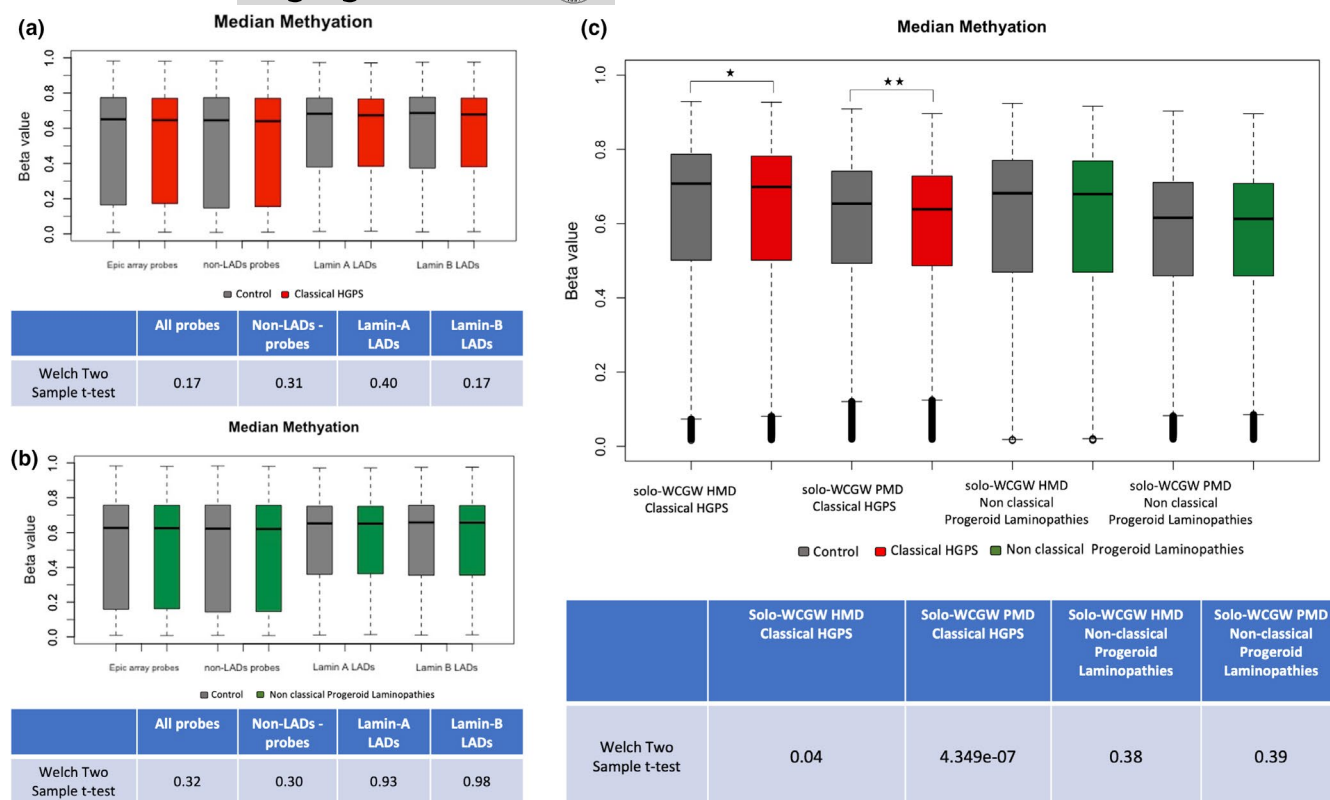 (a)
Median Methyation
Beta value
1.0
0.8
0.6
0.4
0.2
0.0
Epic array probes
non-LADs probes
Lamin A LADs
Lamin B LADs
Control
Classical HGPS
All probes
Non-LADs -
probes
Lamin-A
LADs
Lamin-B
LADs
Welch Two
Sample t-test
0.17
0.31
0.40
0.17
(b)
Median Methyation
Beta value
1.0
0.8
0.6
0.4
0.2
0.0
Epic array probes
non-LADs probes
Lamin A LADs
Lamin B LADs
Control
Non classical Progeroid Laminopathies
All probes
Non-LADs -
probes
Lamin-A
LADs
Lamin-B
LADs
Welch Two
Sample t-test
0.32
0.30
0.93
0.98
(c)
Median Methyation
Beta value
1.0
0.8
0.6
0.4
0.2
0.0
★
★★
solo-WCGW HMD
Classical HGPS
solo-WCGW PMD
Classical HGPS
solo-WCGW HMD
Non classical
Progeroid Laminopathies
solo-WCGW PMD
Non classical
Progeroid Laminopathies
Control
Classical HGPS
Non classical Progeroid Laminopathies
Solo-WCGW HMD
Classical HGPS
Solo-WCGW PMD
Classical HGPS
Solo-WCGW HMD
Non-classical
Progeroid
Laminopathies
Solo-WCGW PMD
Non-classical
Progeroid
Laminopathies
Welch Two
Sample t-test
0.04
4.349e-07
0.38
0.39